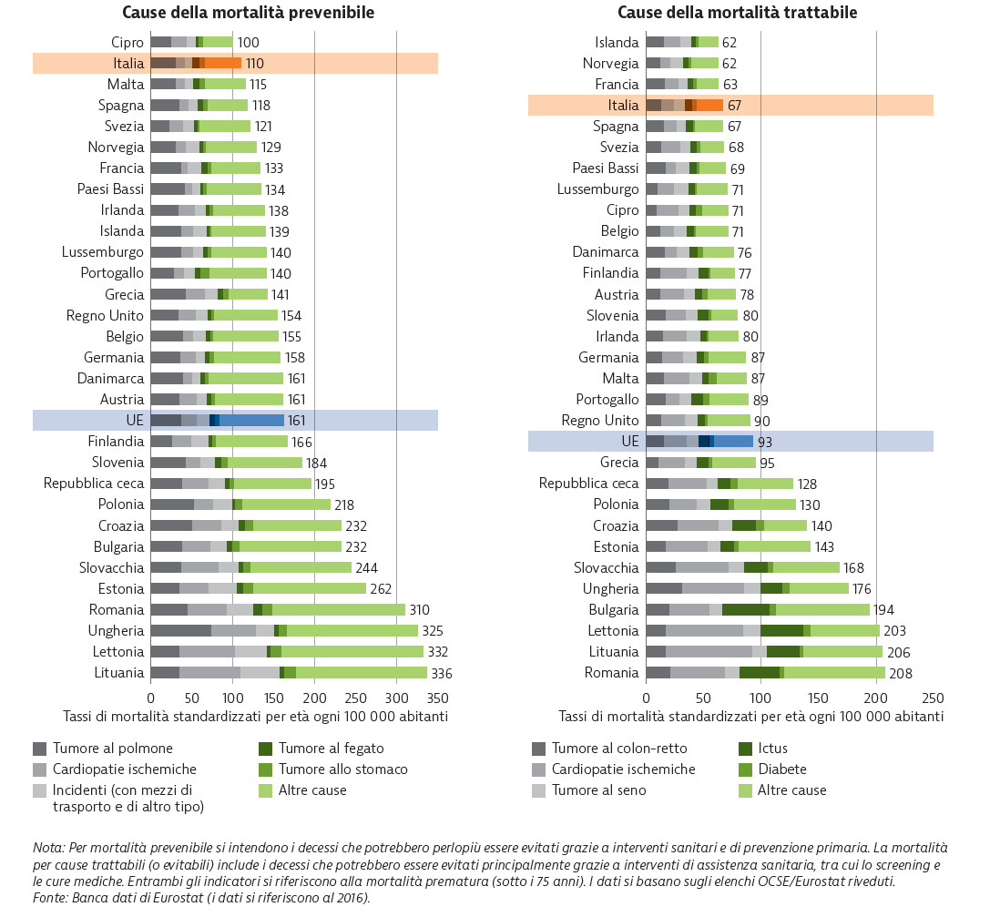 Cause della mortalità prevenibile
Cipro 100
Italia 110
Malta 115
Spagna 118
Svezia 121
Norvegia 129
Francia 133
Paesi Bassi 134
Irlanda 138
Islanda 139
Lussemburgo 140
Portogallo 140
Grecia 141
Regno Unito 154
Belgio 155
Germania 158
Danimarca 161
Austria 161
UE 161
Finlandia 166
Slovenia 184
Repubblica ceca 195
Polonia 218
Croazia 232
Bulgaria 232
Slovacchia 244
Estonia 262
Romania 310
Ungheria 325
Lettonia 332
Lituania 336
0 50 100 150 200 250 300 350
Tassi di mortalità standardizzati per età ogni 100 000 abitanti
Tumore al polmone
Cardiopatie ischemiche
Incidenti (con mezzi di
trasporto e di altro tipo)
Tumore al fegato
Tumore allo stomaco
Altre cause
Cause della mortalità trattabile
Islanda 62
Norvegia 62
Francia 63
Italia 67
Spagna 67
Svezia 68
Paesi Bassi 69
Lussemburgo 71
Cipro 71
Belgio 71
Danimarca 76
Finlandia 77
Austria 78
Slovenia 80
Irlanda 80
Germania 87
Malta 87
Portogallo 89
Regno Unito 90
UE 93
Grecia 95
Repubblica ceca 128
Polonia 130
Croazia 140
Estonia 143
Slovacchia 168
Ungheria 176
Bulgaria 194
Lettonia 203
Lituania 206
Romania 208
0 50 100 150 200 250
Tassi di mortalità standardizzati per età ogni 100 000 abitanti
Tumore al colon-retto
Cardiopatie ischemiche
Tumore al seno
Ictus
Diabete
Altre cause
Nota: Per mortalità prevenibile si intendono i decessi che potrebbero perlopiù essere evitati grazie a interventi sanitari e di prevenzione primaria. La mortalità
per cause trattabili (o evitabili) include i decessi che potrebbero essere evitati principalmente grazie a interventi di assistenza sanitaria, tra cui lo screening e
le cure mediche. Entrambi gli indicatori si riferiscono alla mortalità prematura (sotto i 75 anni). I dati si basano sugli elenchi OCSE/Eurostat riveduti.
Fonte: Banca dati di Eurostat (i dati si riferiscono al 2016).